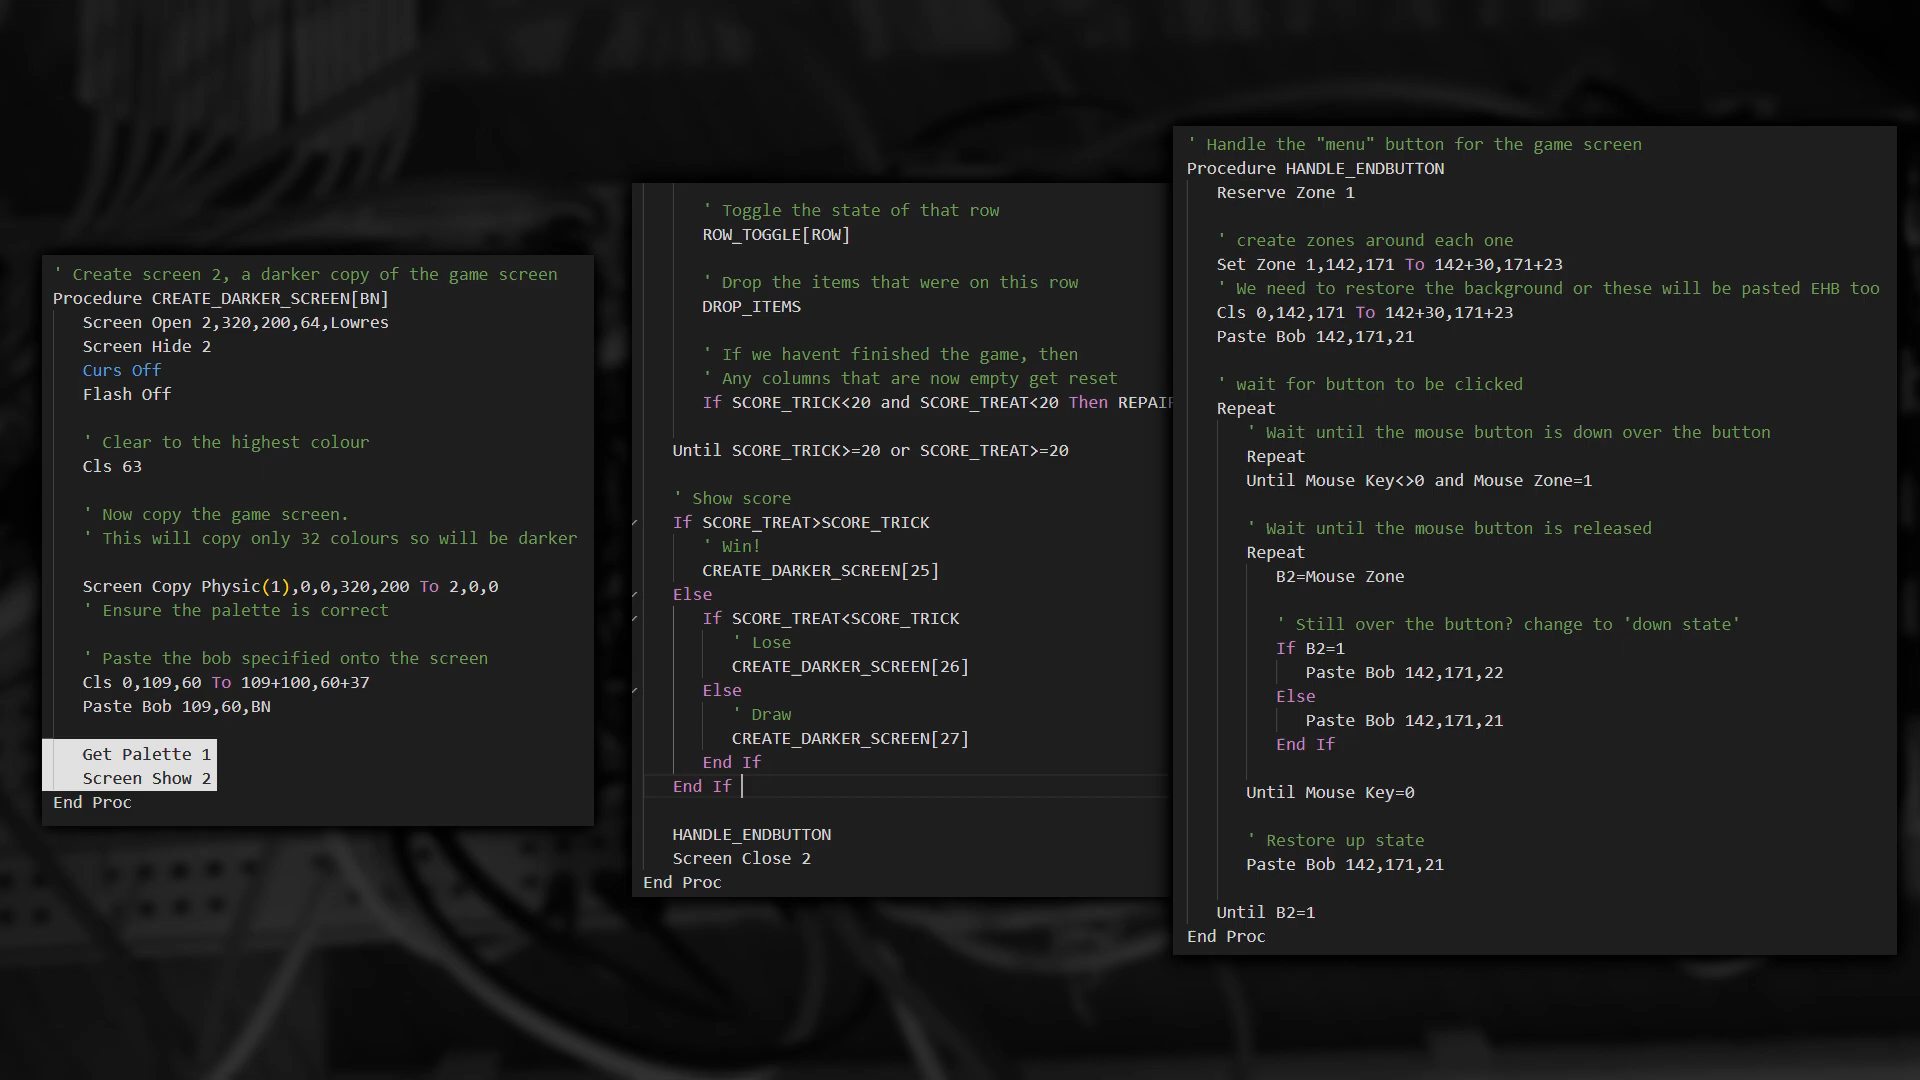 ' Create screen 2, a darker copy of the game screen
Procedure CREATE_DARKER_SCREEN[BN]
Screen Open 2,320,200,64,Lowres
Screen Hide 2
Curs Off
Flash Off
' Clear to the highest colour
Cls 63
' Now copy the game screen.
' This will copy only 32 colours so will be darker
Screen Copy Physic(1),0,0,320,200 To 2,0,0
' Ensure the palette is correct
' Paste the bob specified onto the screen
Cls 0,109,60 To 109+100,60+37
Paste Bob 109,60,BN
Get Palette 1
Screen Show 2
End Proc
' Toggle the state of that row
ROW_TOGGLE[ROW]
' Drop the items that were on this row
DROP_ITEMS
' If we havent finished the game, then
' Any columns that are now empty get reset
If SCORE_TRICK<20 and SCORE_TREAT<20 Then
Until SCORE_TRICK>=20 or SCORE_TREAT>=20
' Show score
If SCORE_TREAT>SCORE_TRICK
' Win!
CREATE_DARKER_SCREEN[25]
Else
If SCORE_TREAT<SCORE_TRICK
' Lose
CREATE_DARKER_SCREEN[26]
Else
' Draw
CREATE_DARKER_SCREEN[27]
End If
End If
HANDLE_ENDBUTTON
Screen Close 2
End Proc
' Handle the "menu" button for the game screen
Procedure HANDLE_ENDBUTTON
Reserve Zone 1
' create zones around each one
Set Zone 1,142,171 To 142+30,171+23
' We need to restore the background or these will be pasted EHB too
Cls 0,142,171 To 142+30,171+23
Paste Bob 142,171,21
' wait for button to be clicked
Repeat
' Wait until the mouse button is down over the button
Repeat
Until Mouse Key<>0 and Mouse Zone=1
' Wait until the mouse button is released
Repeat
B2=Mouse Zone
' Still over the button? change to 'down state'
If B2=1
Paste Bob 142,171,22
Else
Paste Bob 142,171,21
End If
Until Mouse Key=0
' Restore up state
Paste Bob 142,171,21
Until B2=1
End Proc